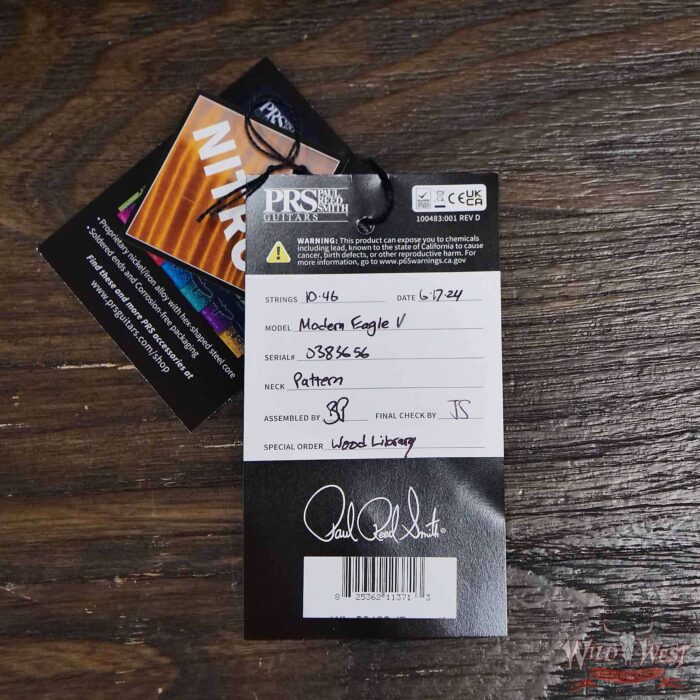 PRS
NITRO
• Proprietary nickel/iron alloy with hex-shaped steel core
• Soldered ends and Corrosion-free packaging
Find these and more PRS accessories at
www.prsguitars.com/shop
PRS PAUL REED SMITH
GUITARS
CE UK CA
100483:001 REV D
WARNING: This product can expose you to chemicals
including lead, known to the state of California to cause
cancer, birth defects, or other reproductive harm. For
more information, go to www.p65warnings.ca.gov
STRINGS 10-46 DATE 6-17-24
MODEL Modern Eagle V
SERIAL# 0383656
NECK Pattern
ASSEMBLED BY BP FINAL CHECK BY JS
SPECIAL ORDER Wood Library
Paul Reed Smith®
8 25362 11371 3
WILD WEST